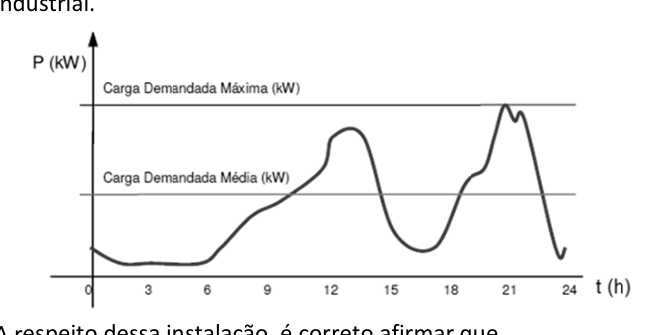 ndustrial.
P (kW)
Carga Demandada Máxima (kW)
Carga Demandada Média (kW)
0 3 6 9 12 15 18 21 24 t (h)
A respeito dessa instalação, é correto afirmar que